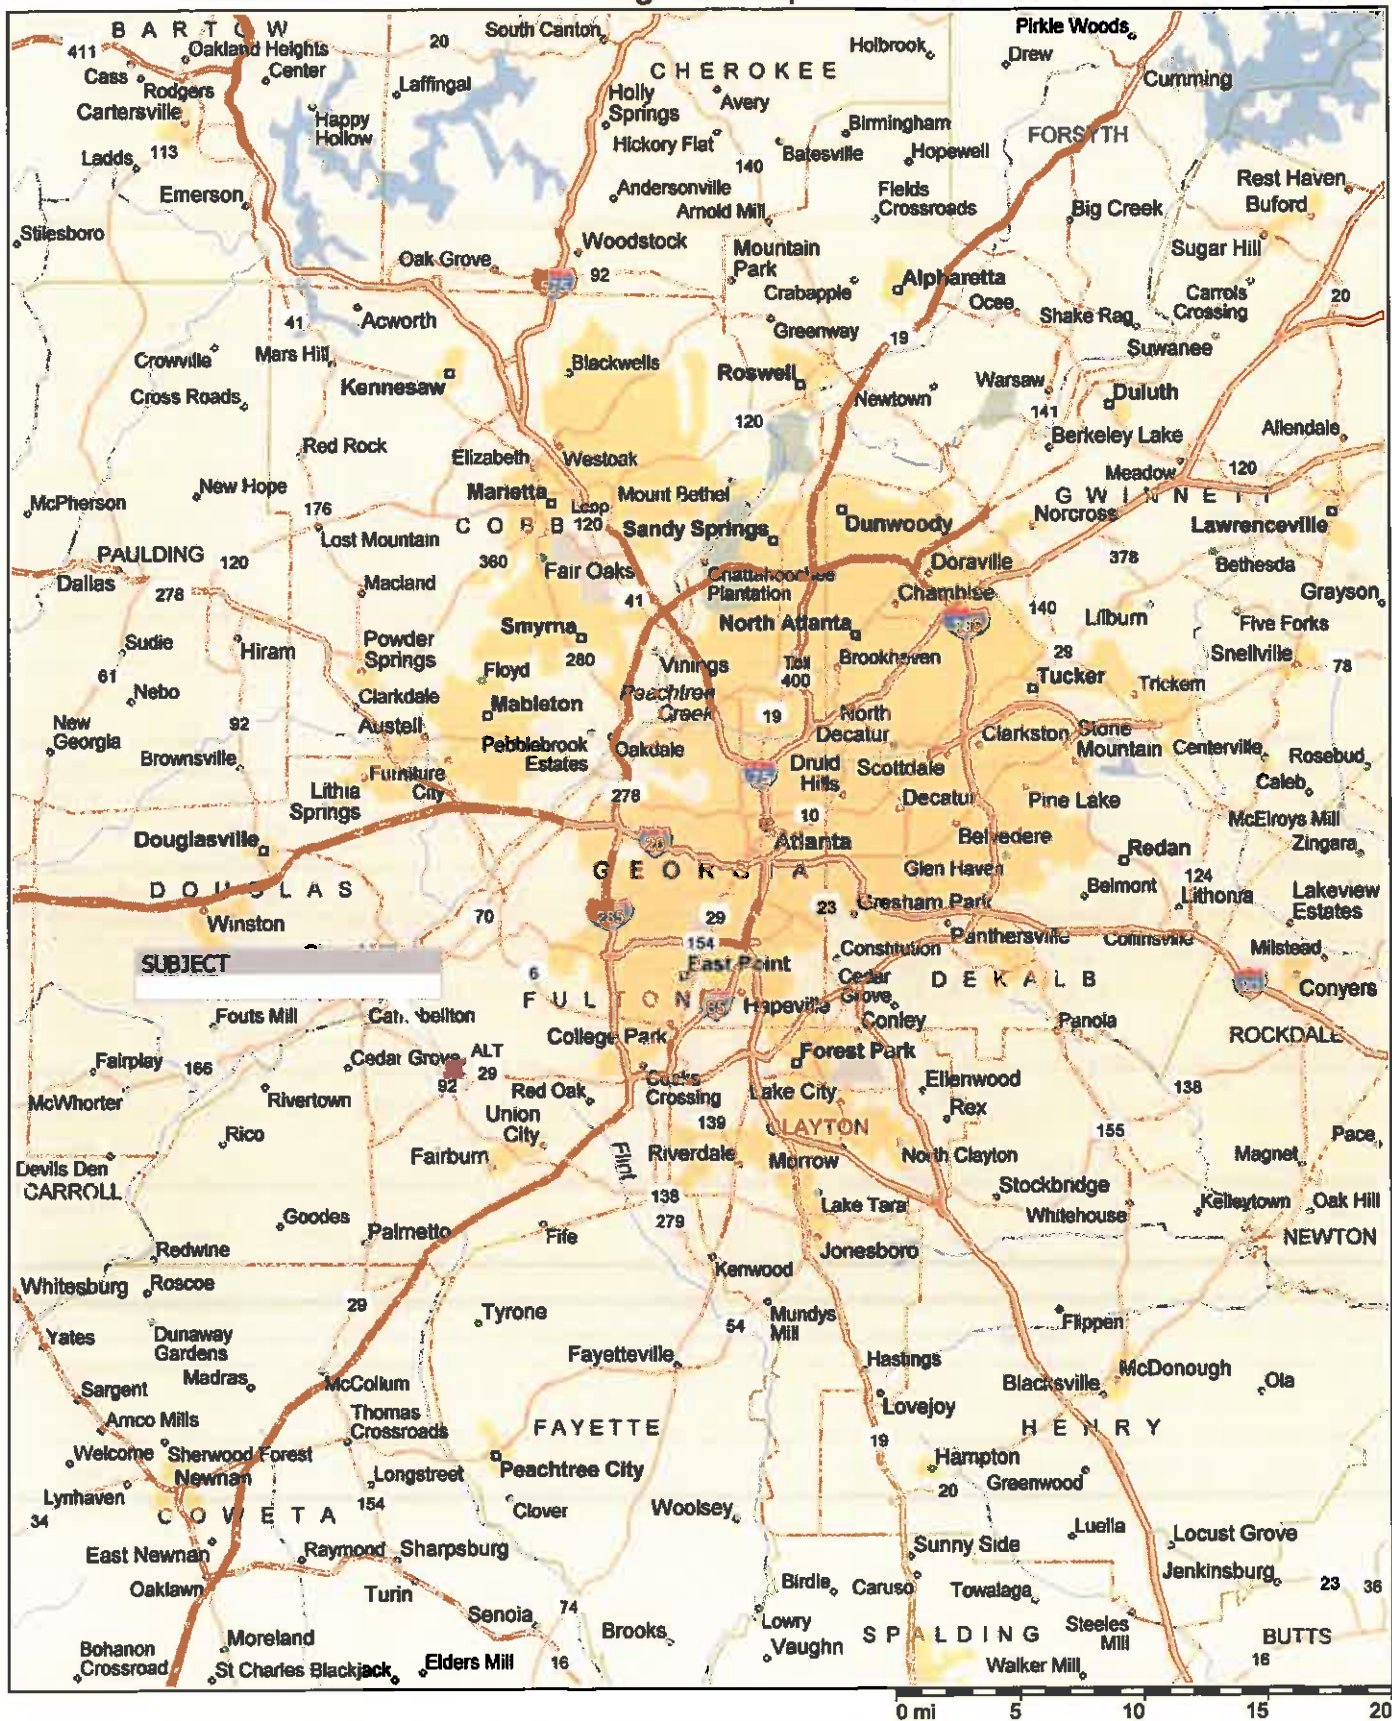 BARTOW
Pirkle Woods
411
Oakland Heights
20
South Canton
Holbrook
Drew
Cass
Center
CHEROKEE
Cumming
Rodgers
Laffingal
Holly
Springs
Avery
Cartersville
Happy
Hollow
Birmingham
FORSYTH
Hickory Flat
Batesville
Hopewell
Ladds
113
140
Emerson
Andersonville
Fields
Crossroads
Rest Haven
Arnold Mill
Big Creek
Buford
Stilesboro
Woodstock
Mountain
Park
Sugar Hill
Oak Grove
92
Crabapple
Alpharetta
Ocee
Carrols
Crossing
20
41
Acworth
Greenway
19
Shake Rag
Suwanee
Crowville
Mars Hill
Blackwells
Kennesaw
Roswell
Warsaw
Duluth
Cross Roads
Newtown
141
120
Berkeley Lake
Allendale
Red Rock
Elizabeth
Westoak
Meadow
120
New Hope
Marietta
Mount Bethel
GWINNETT
McPherson
176
Loop
120
COBB
Sandy Springs
Dunwoody
Norcross
Lawrenceville
Lost Mountain
PAULDING
120
360
Fair Oaks
Doraville
378
Bethesda
Dallas
278
Macland
41
Chattahoochee
Plantation
Chamblee
Grayson
140
Lilburn
Smyrna
North Atlanta
Five Forks
Sudie
Hiram
Powder
Springs
280
Vinings
Toll
400
Brookhaven
29
Snellville
78
61
Floyd
Tucker
Trickem
Nebo
Clarkdale
Mableton
Peachtree
Creek
19
North
Decatur
New
Georgia
92
Austell
Clarkston
Stone
Mountain
Centerville
Rosebud
Brownsville
Pebblebrook
Estates
Oakdale
Druid
Hills
Scottdale
Furniture
City
75
Caleb
Lithia
Springs
278
Decatur
Pine Lake
10
McElroys Mill
Douglasville
20
Atlanta
Belvedere
Zingara
GEORGIA
Redan
Glen Haven
DOUGLAS
Belmont
124
Lithonia
Lakeview
Estates
Winston
70
29
23
Gresham Park
Panthersville
Collinsville
154
Constitution
Milstead
SUBJECT
6
East Point
Cedar
Grove
DEKALB
FULTON
85
Hapeville
Conyers
Fouts Mill
College Park
Conley
Panola
ROCKDALE
Fairplay
166
Cedar Grove
ALT
29
Forest Park
92
Red Oak
Cooks
Crossing
Lake City
Ellenwood
138
McWhorter
Rivertown
Union
City
139
Rex
CLAYTON
155
Rico
Fairburn
Flint
Riverdale
Morrow
North Clayton
Magnet
Pace
Devils Den
CARROLL
138
Stockbridge
279
Lake Tara
Whitehouse
Kelleytown
Oak Hill
Goodes
Palmetto
Fife
NEWTON
Redwine
Jonesboro
Whitesburg
Roscoe
Kenwood
29
Tyrone
54
Mundys
Mill
Flippen
Yates
Dunaway
Gardens
Fayetteville
Hastings
McDonough
Madras
McCollum
Blacksville
Ola
Sargent
Lovejoy
Amco Mills
Thomas
Crossroads
FAYETTE
HENRY
19
Welcome
Sherwood Forest
Hampton
Newnan
Longstreet
Peachtree City
20
Greenwood
Lynhaven
154
Clover
34
COWETA
Woolsey
Luella
Locust Grove
East Newnan
Raymond
Sharpsburg
Sunny Side
Jenkinsburg
Oaklawn
Turin
Birdie
Caruso
Towalaga
23
36
Senoia
74
Brooks
Lowry
Vaughn
Steeles
Mill
Bohanon
Crossroad
Moreland
SPALDING
BUTTS
St Charles
Blackjack
Elders Mill
16
Walker Mill
16
0 mi
5
10
15
20